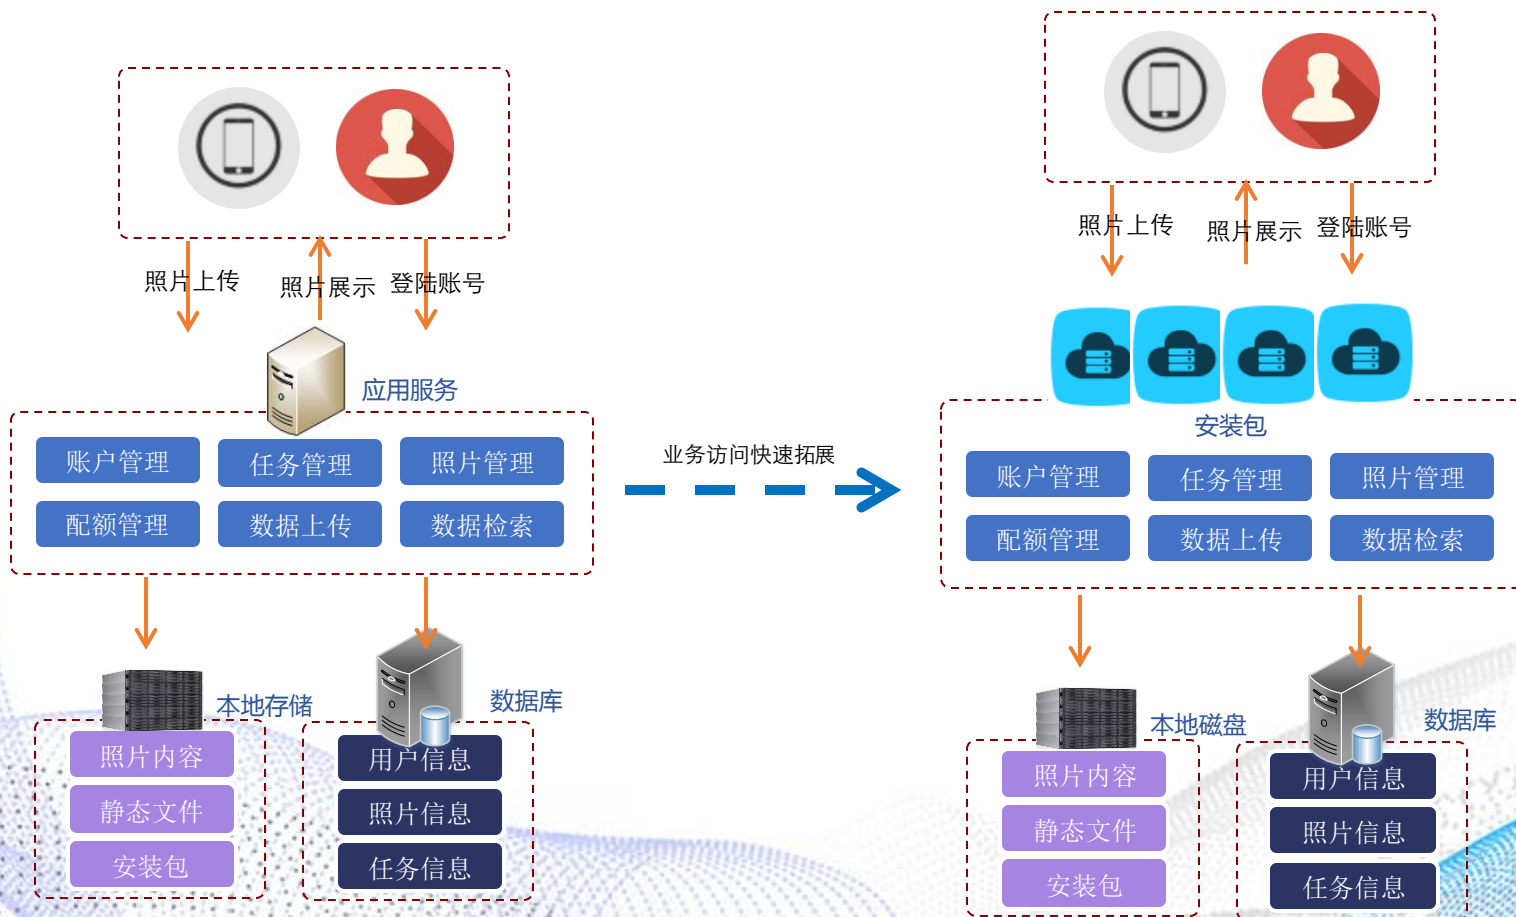 照片上传
照片展示
登陆账号
应用服务
账户管理
任务管理
照片管理
配额管理
数据上传
数据检索
本地存储
照片内容
静态文件
安装包
数据库
用户信息
照片信息
任务信息
业务访问快速拓展
照片上传
照片展示
登陆账号
安装包
账户管理
任务管理
照片管理
配额管理
数据上传
数据检索
本地磁盘
照片内容
静态文件
安装包
数据库
用户信息
照片信息
任务信息